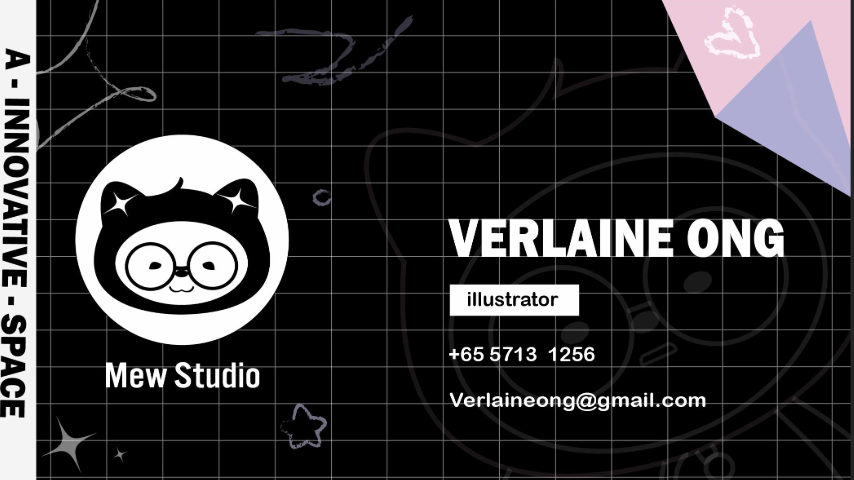 A - INNOVATIVE - SPACE
Mew Studio
VERLAINE ONG
illustrator
+65 5713 1256
Verlaineong@gmail.com